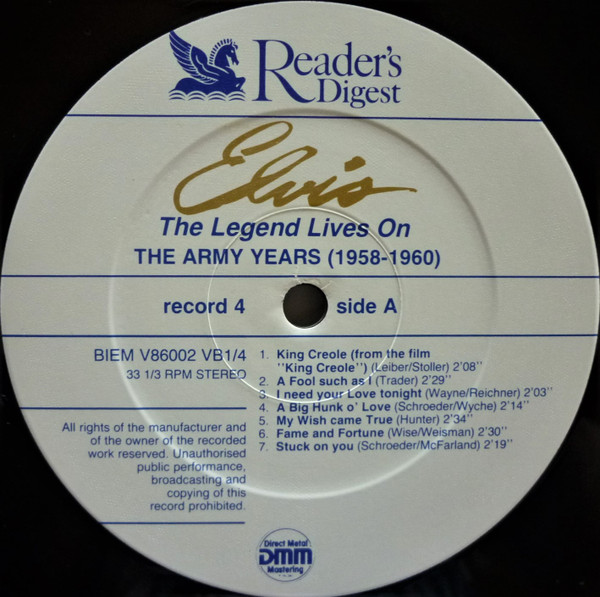 Reader's
Digest
Elvis
The Legend Lives On
THE ARMY YEARS (1958-1960)
record 4 side A
BIEM V86002 VB1/4
33 1/3 RPM STEREO
All rights of the manufacturer and
of the owner of the recorded
work reserved. Unauthorised
public performance,
broadcasting and
copying of this
record prohibited.
1. King Creole (from the film
"King Creole") (Leiber/Stoller) 2'08"
2. A Fool such as I (Trader) 2'29"
3. I need your Love tonight (Wayne/Reichner) 2'03"
4. A Big Hunk o' Love (Schroeder/Wyche) 2'14"
5. My Wish came True (Hunter) 2'34"
6. Fame and Fortune (Wise/Weisman) 2'30"
7. Stuck on you (Schroeder/McFarland) 2'19"
Direct Metal
DMM
Mastering